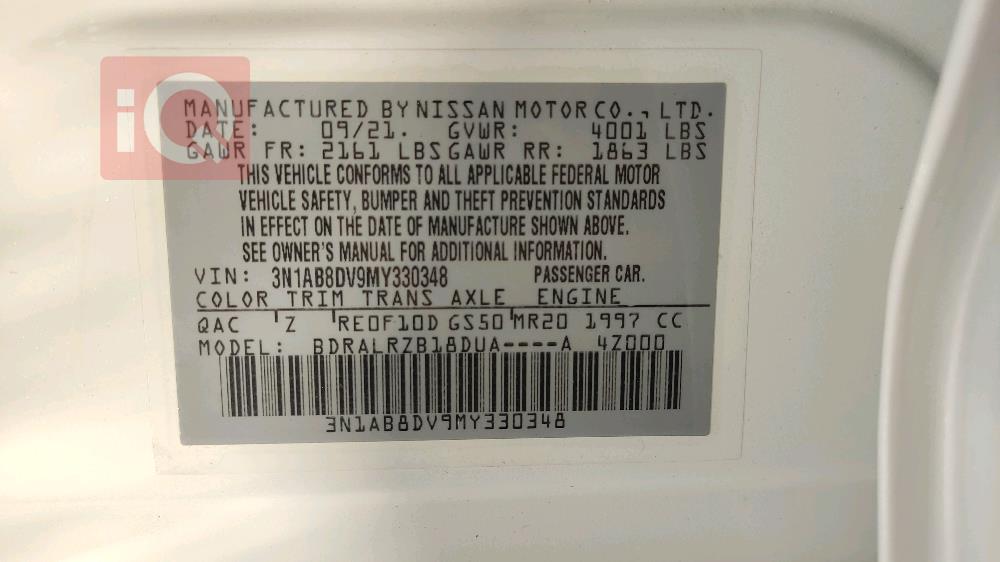 iQ
MANUFACTURED BY NISSAN MOTOR CO., LTD.
DATE: 09/21. GVWR: 4001 LBS
GAWR FR: 2161 LBS GAWR RR: 1863 LBS
THIS VEHICLE CONFORMS TO ALL APPLICABLE FEDERAL MOTOR
VEHICLE SAFETY, BUMPER AND THEFT PREVENTION STANDARDS
IN EFFECT ON THE DATE OF MANUFACTURE SHOWN ABOVE.
SEE OWNER'S MANUAL FOR ADDITIONAL INFORMATION.
VIN: 3N1AB8DV9MY330348 PASSENGER CAR.
COLOR TRIM TRANS AXLE ENGINE
QAC Z RE0F10D GS50 MR20 1997 CC
MODEL: BDRALRZB18DUA----A 4Z000
3N1AB8DV9MY330348